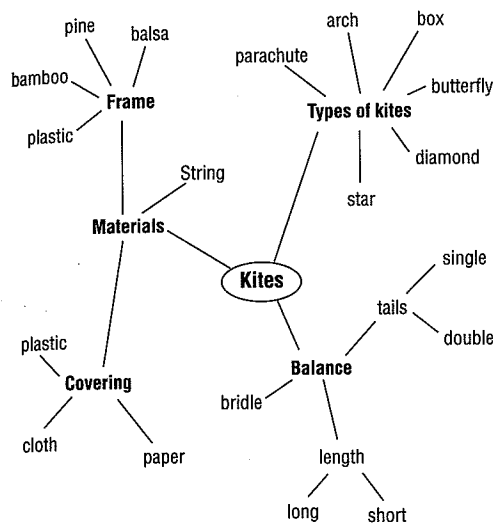 pine
balsa
bamboo
Frame
plastic
arch
box
parachute
Types of kites
butterfly
diamond
star
String
Materials
Kites
single
tails
double
plastic
Covering
cloth
paper
Balance
bridle
length
long
short